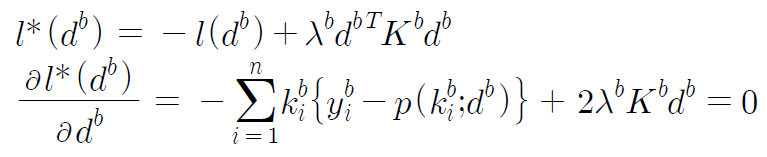 l*(d^b) = −l(d^b) + λ^b d^{bT} K^b d^b
∂l*(d^b)/∂d^b = −∑_{i=1}^{n} k_i^b{y_i^b − p(k_i^b;d^b)} + 2λ^b K^b d^b = 0